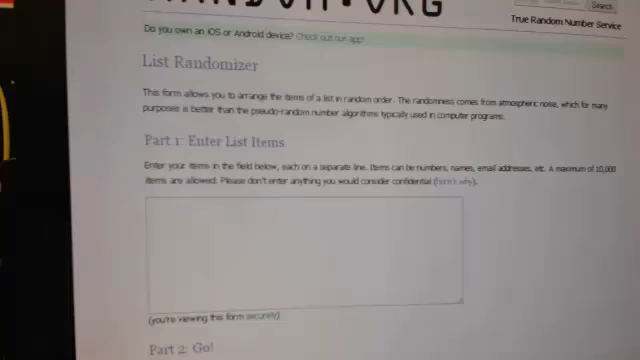 RANDOM.ORG
Search
True Random Number Service
Do you own an iOS or Android device? Check out our app!
List Randomizer
This form allows you to arrange the items of a list in random order. The randomness comes from atmospheric noise, which for many
purposes is better than the pseudo-random number algorithms typically used in computer programs.
Part 1: Enter List Items
Enter your items in the field below, each on a separate line. Items can be numbers, names, email addresses, etc. A maximum of 10,000
items are allowed. Please don't enter anything you would consider confidential (here's why).
(you're viewing this form securely)
Part 2: Go!